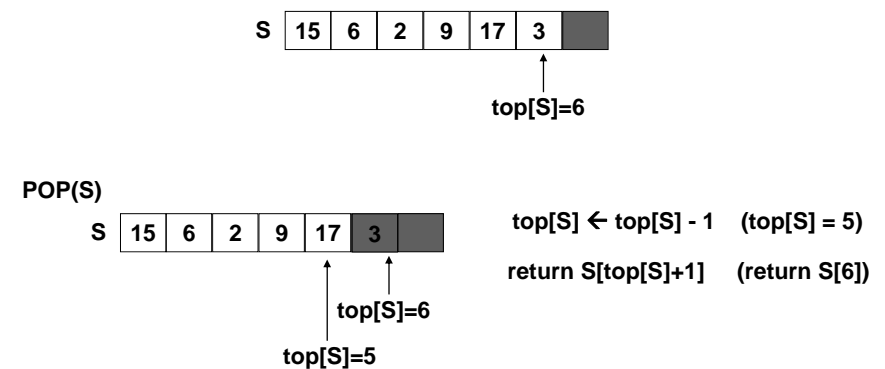 S 15 6 2 9 17 3
top[S]=6
POP(S)
S 15 6 2 9 17 3
top[S] ← top[S] - 1 (top[S] = 5)
return S[top[S]+1] (return S[6])
top[S]=6
top[S]=5